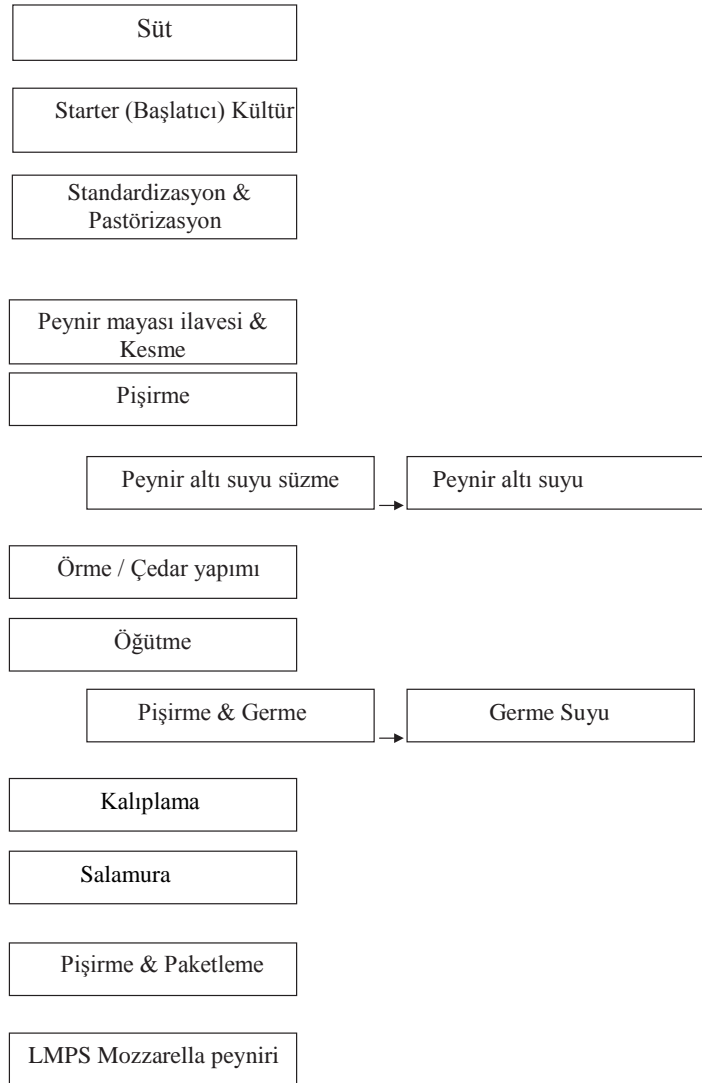 Süt
Starter (Başlatıcı) Kültür
Standardizasyon &
Pastörizasyon
Peynir mayası ilavesi &
Kesme
Pişirme
Peynir altı suyu süzme
Peynir altı suyu
Örme / Çedar yapımı
Öğütme
Pişirme & Germe
Germe Suyu
Kalıplama
Salamura
Pişirme & Paketleme
LMPS Mozzarella peyniri